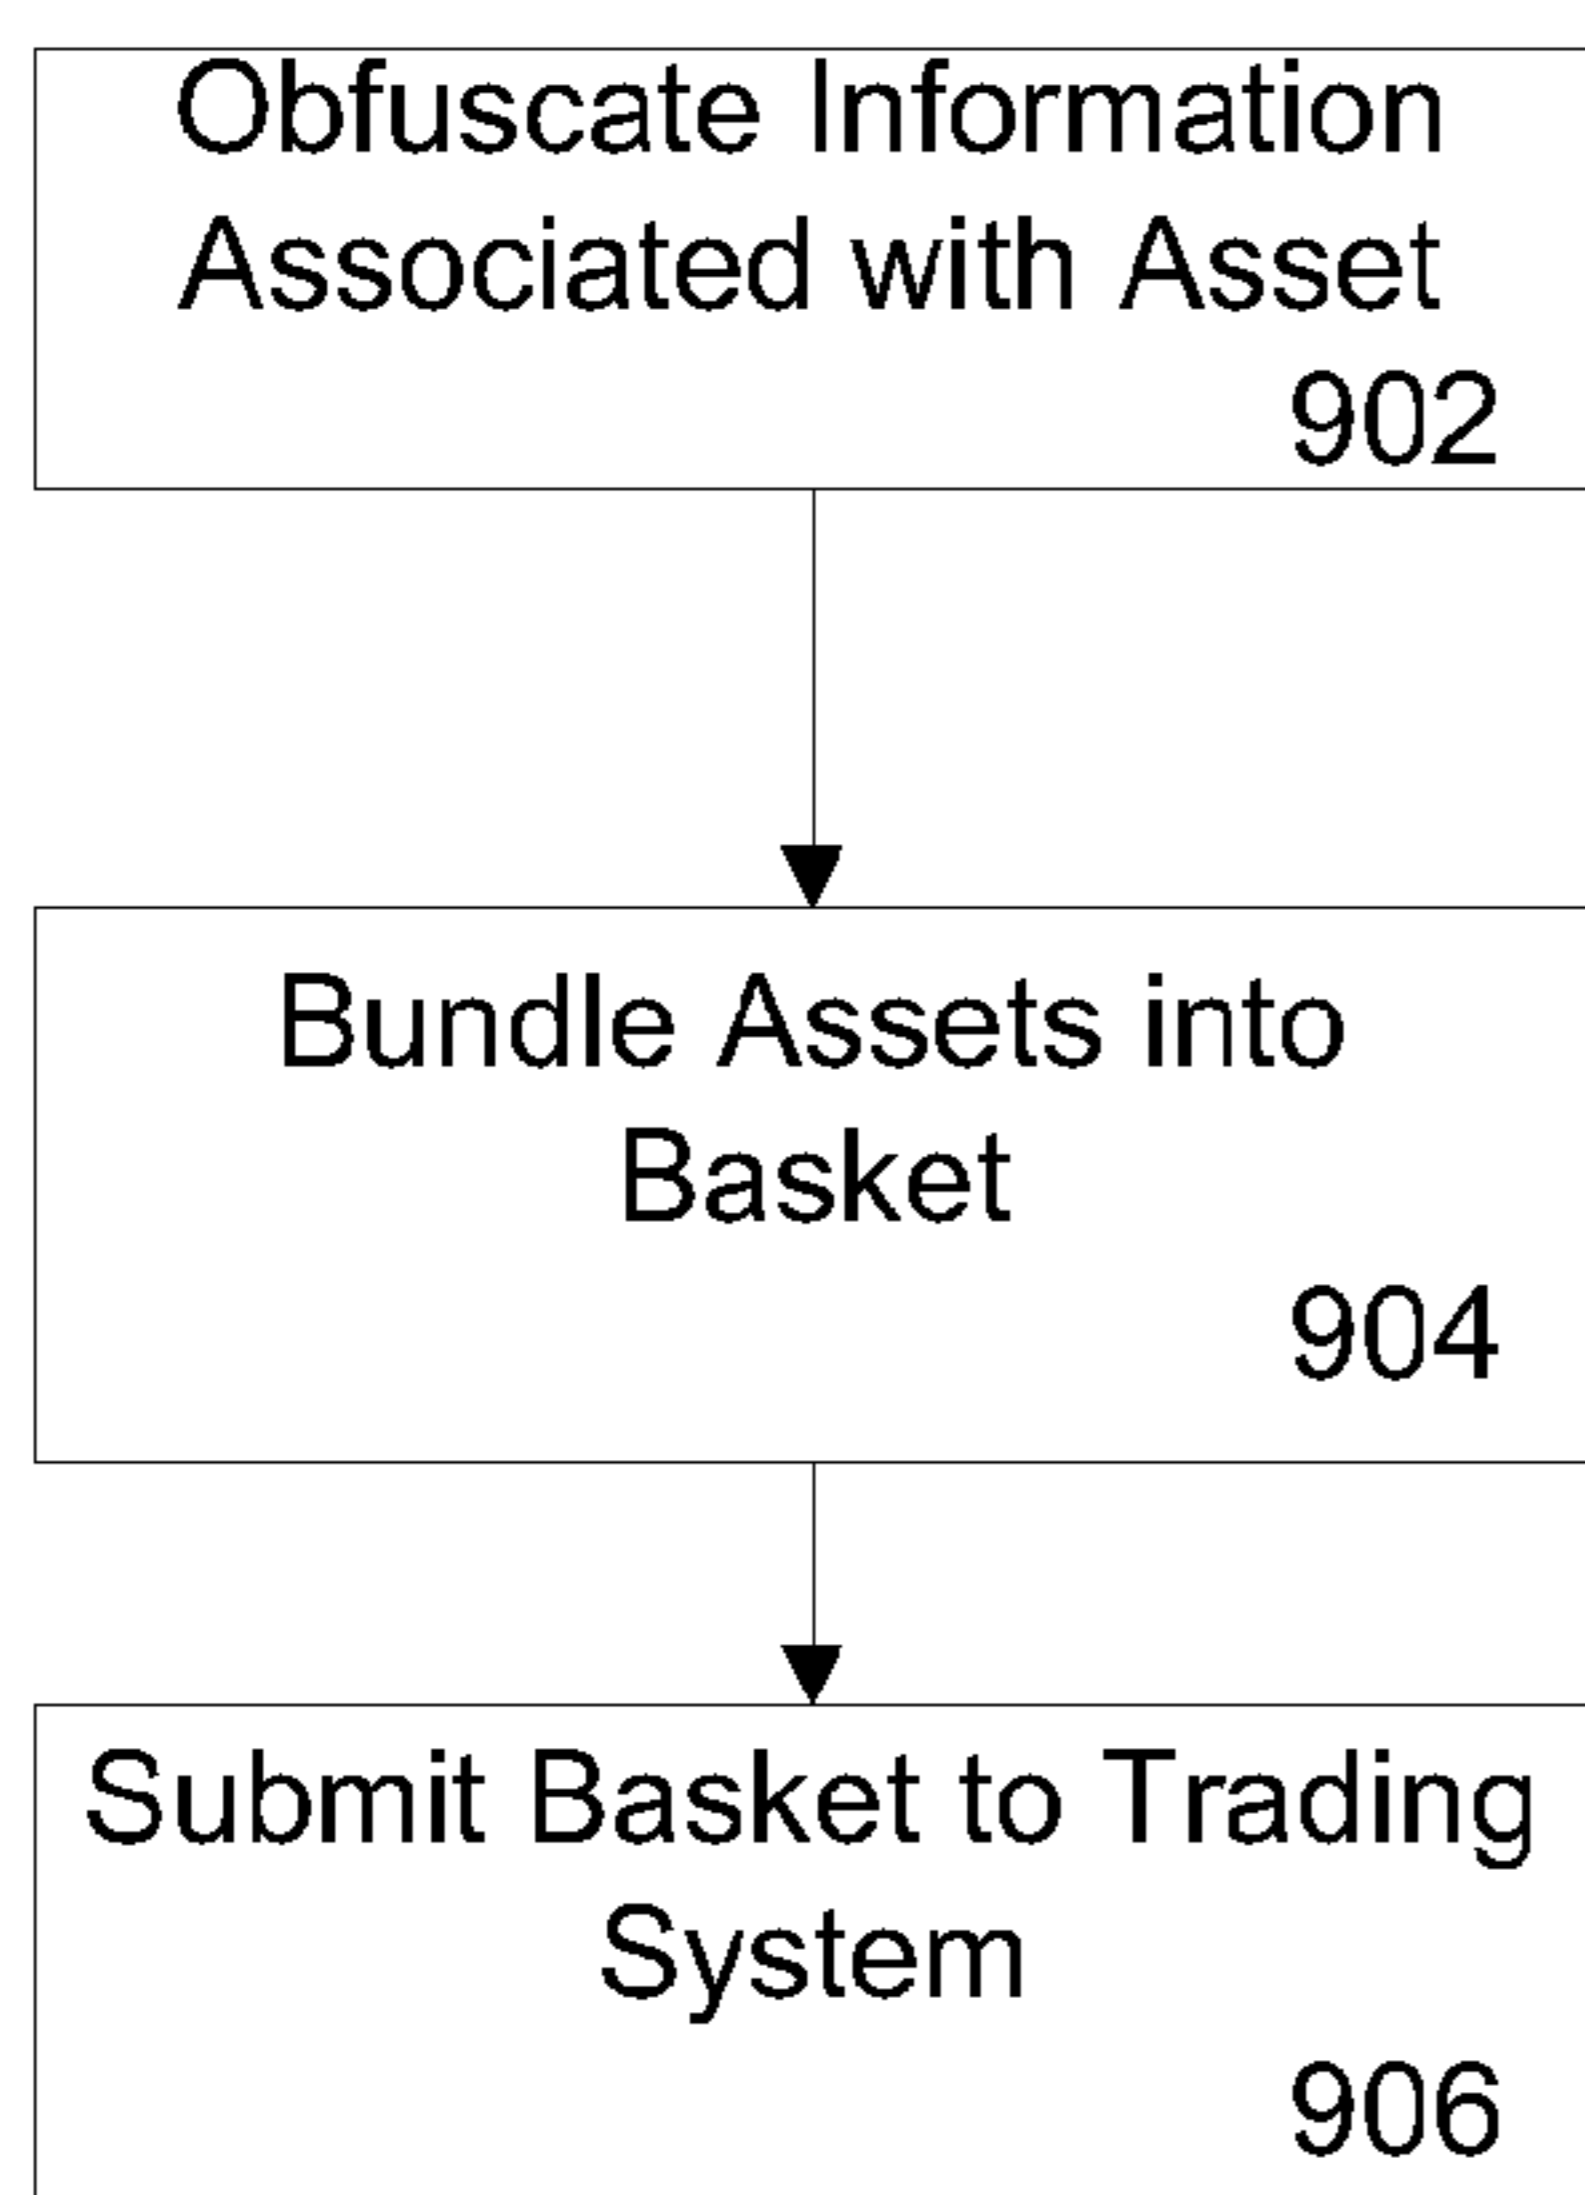 Obfuscate Information
Associated with Asset
902
Bundle Assets into
Basket
904
Submit Basket to Trading
System
906